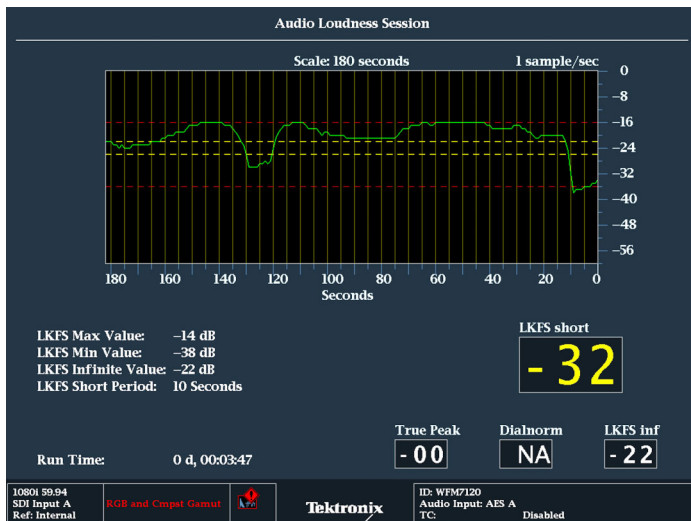 Audio Loudness Session
Scale: 180 seconds 1 sample/sec
0
-8
-16
-24
-32
-40
-48
-56
180 160 140 120 100 80 60 40 20 0
Seconds
LKFS Max Value: -14 dB
LKFS Min Value: -38 dB
LKFS Infinite Value: -22 dB
LKFS Short Period: 10 Seconds
LKFS short
-32
Run Time: 0 d, 00:03:47
True Peak
-00
Dialnorm
NA
LKFS inf
-22
1080i 59.94
SDI Input A
Ref: Internal
RGB and Cmpst Gamut
Tektronix
ID: WFM7120
Audio Input: AES A
TC: Disabled